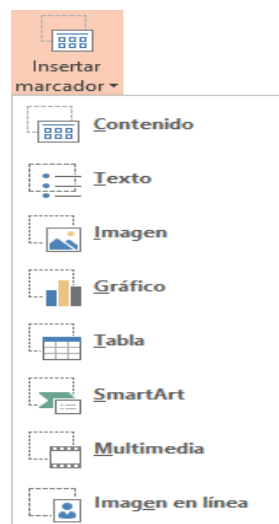 Insertar
marcador
Contenido
Texto
Imagen
Gráfico
Tabla
SmartArt
Multimedia
Imagen en línea